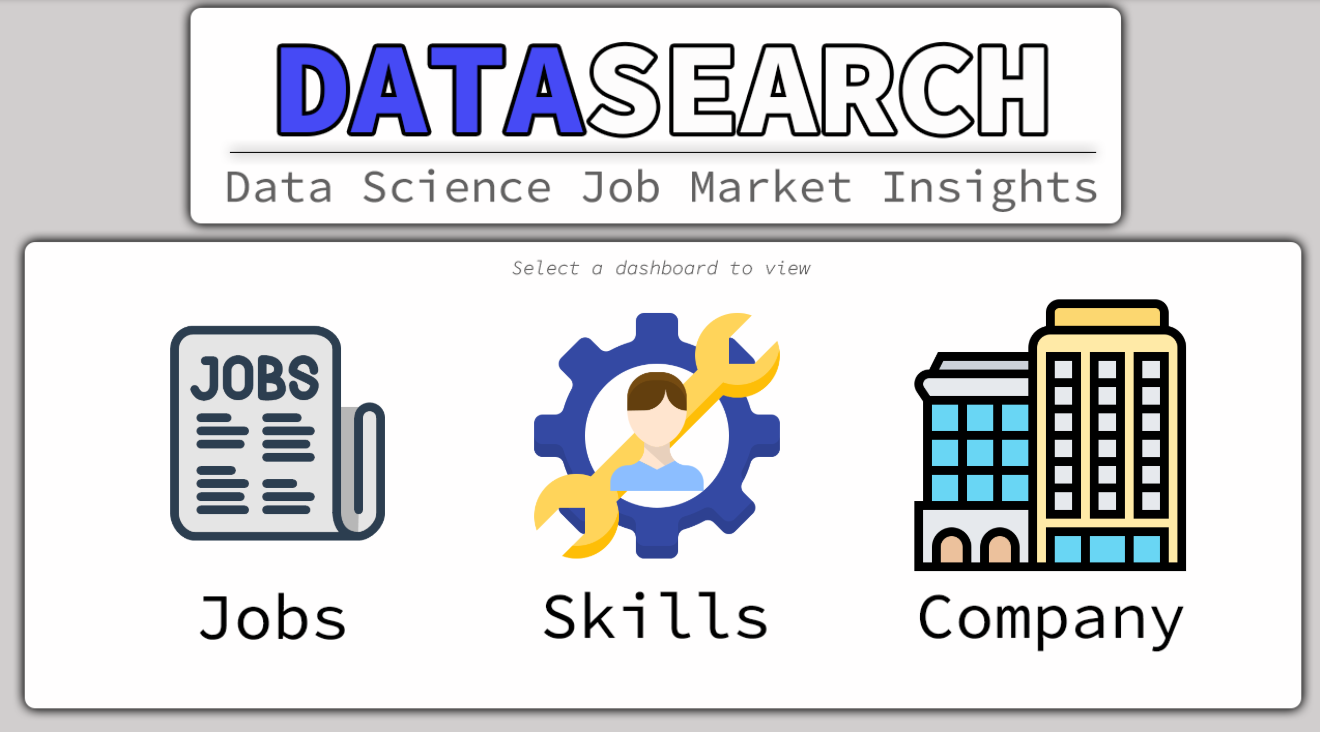 DATASEARCH
Data Science Job Market Insights
Select a dashboard to view
JOBS
Jobs
Skills
Company